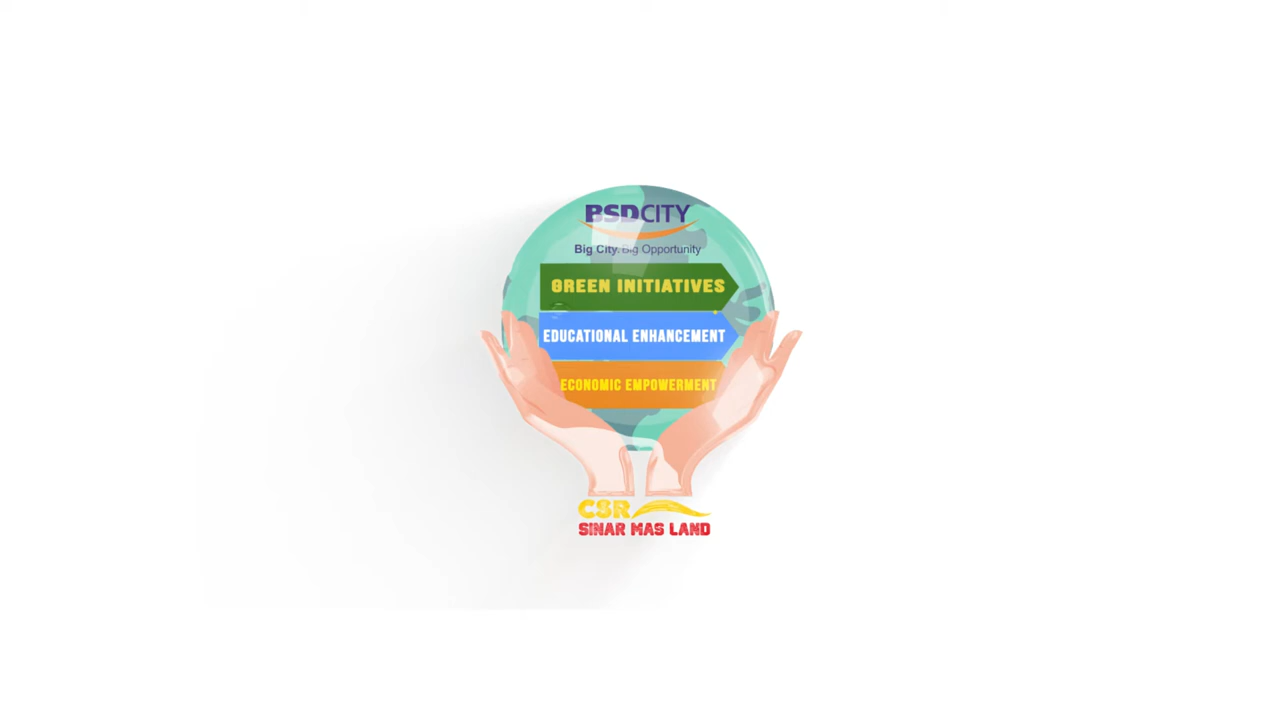 BSDCITY
Big City. Big Opportunity
GREEN INITIATIVES
EDUCATIONAL ENHANCEMENT
ECONOMIC EMPOWERMENT
CSR
SINAR MAS LAND